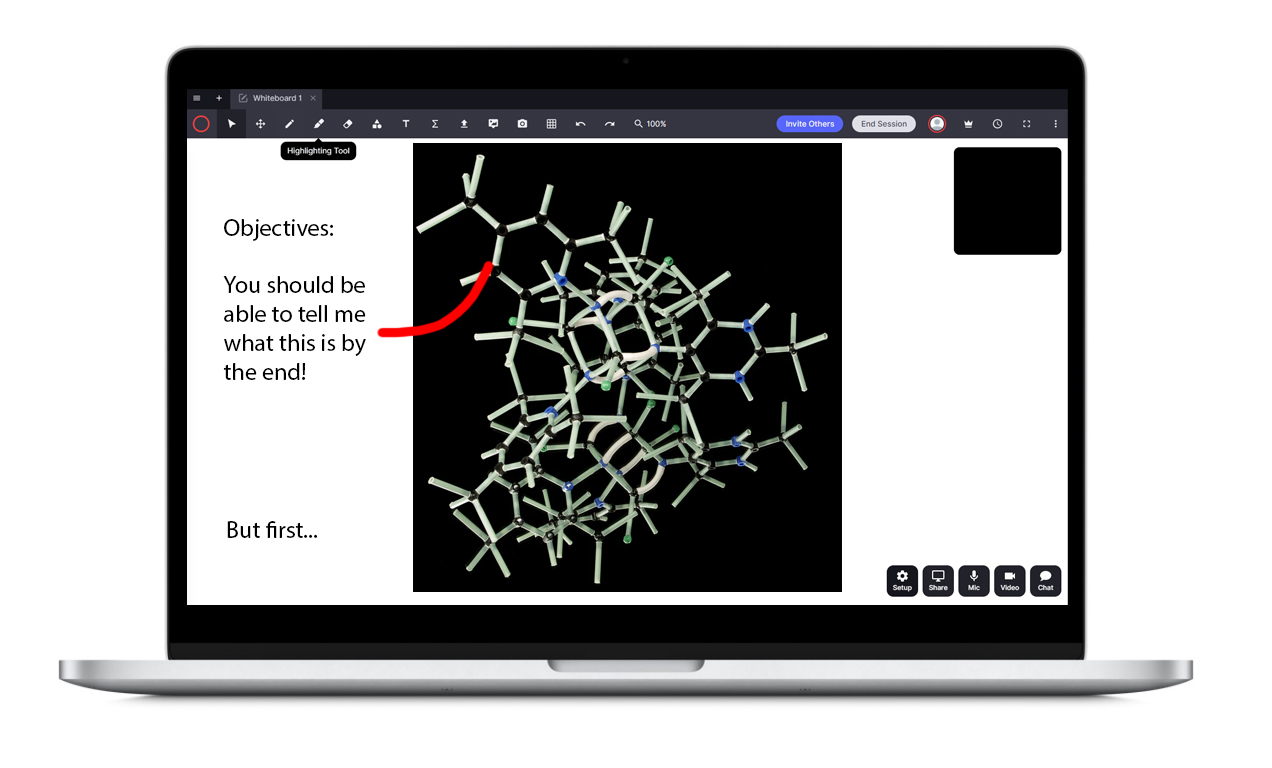 Whiteboard 1
100%
Invite Others
End Session
Highlighting Tool
Objectives:
You should be
able to tell me
what this is by
the end!
But first...
Setup
Share
Mic
Video
Chat